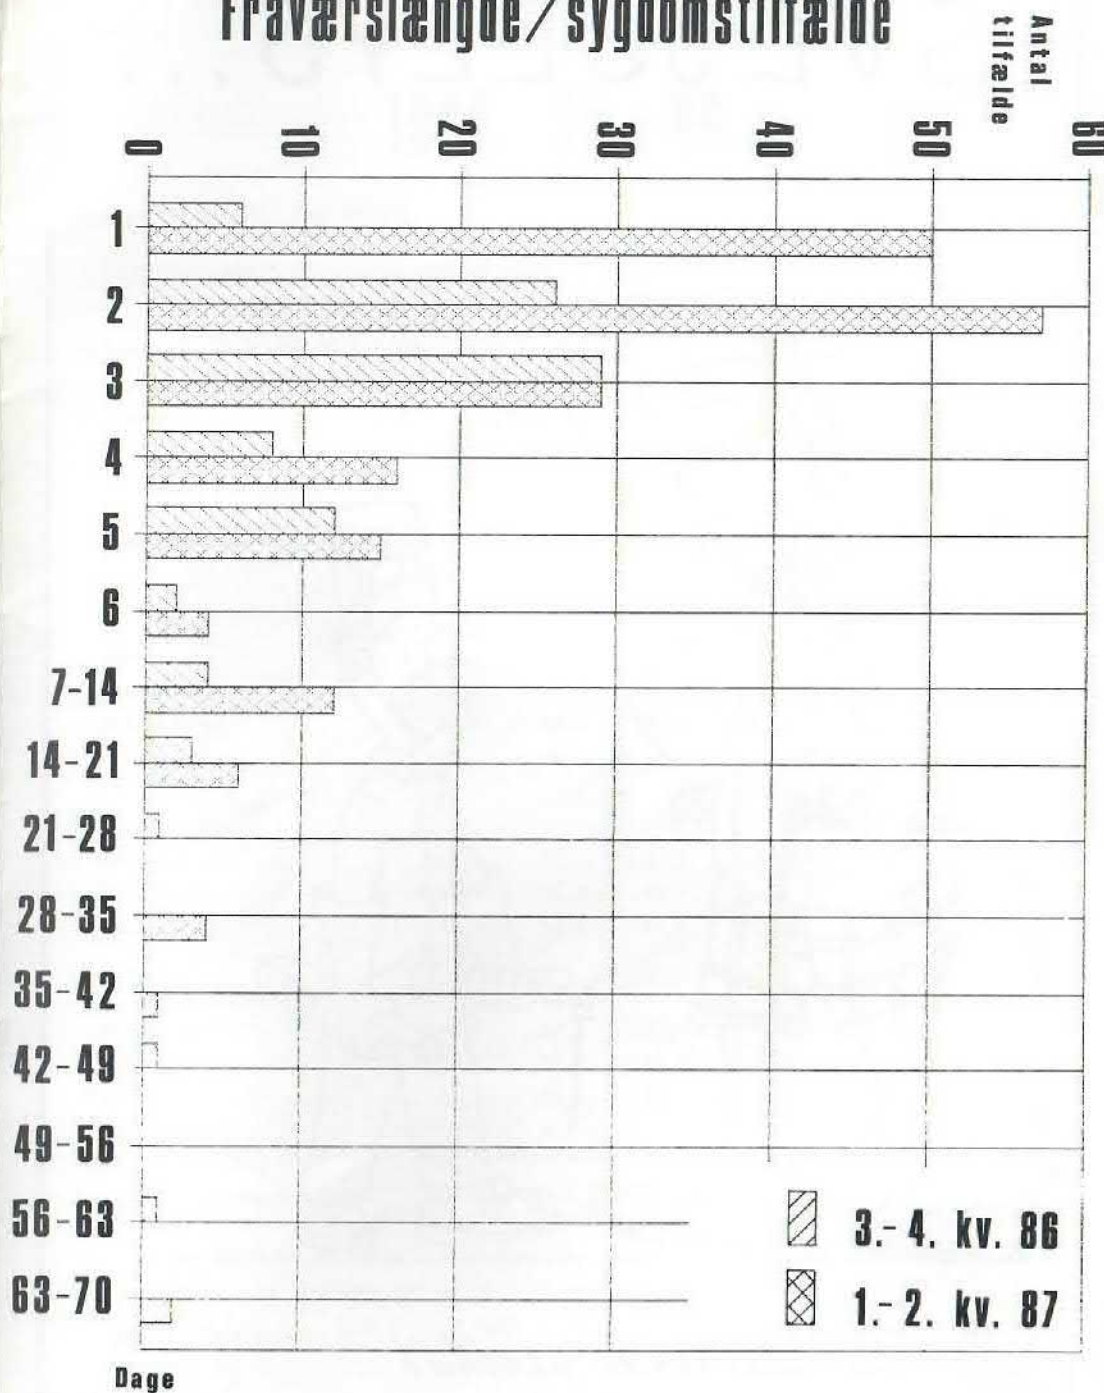 Fraværslængde/sygdomstilfælde
Antal
tilfælde
0 10 20 30 40 50 60
1
2
3
4
5
6
7-14
14-21
21-28
28-35
35-42
42-49
49-56
56-63
63-70
3.- 4. kv. 86
1.- 2. kv. 87
Dage